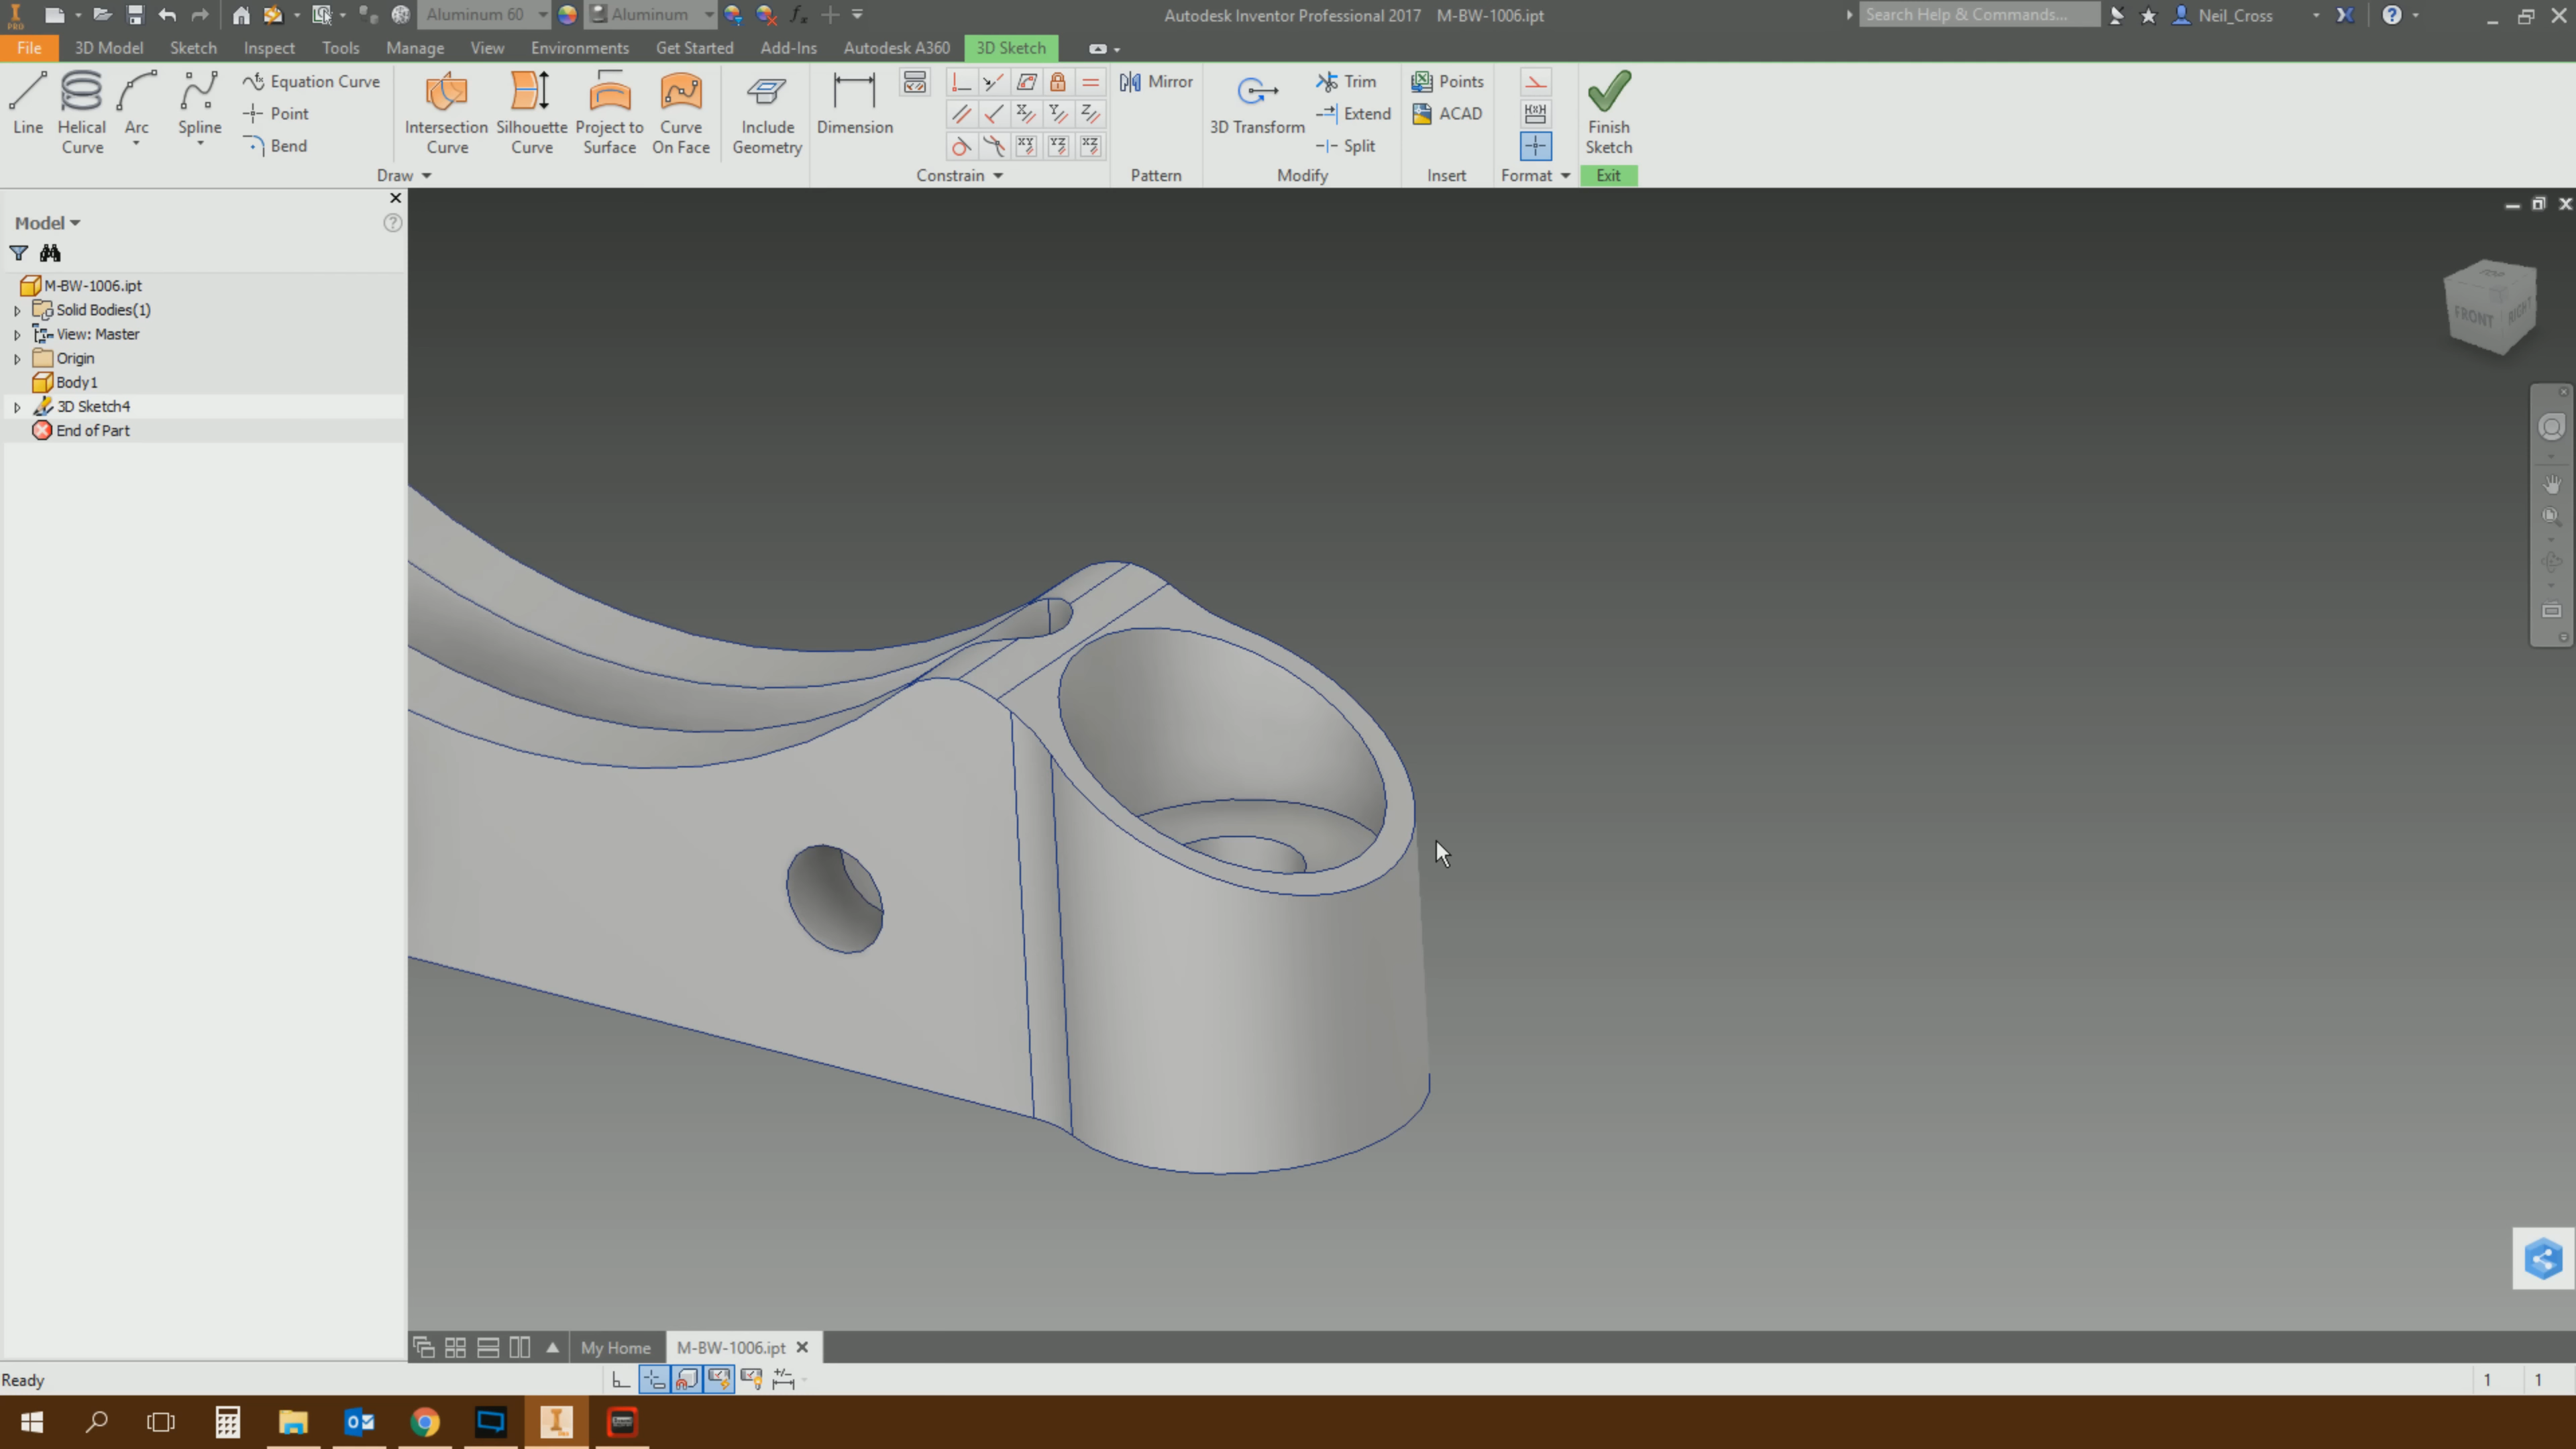 PRO
Aluminum 60
Aluminum
fx
Autodesk Inventor Professional 2017 M-BW-1006.ipt
Search Help & Commands...
Neil_Cross
File
3D Model
Sketch
Inspect
Tools
Manage
View
Environments
Get Started
Add-Ins
Autodesk A360
3D Sketch
Line
Helical Curve
Arc
Spline
Equation Curve
Point
Bend
Draw
Intersection Curve
Silhouette Curve
Project to Surface
Curve On Face
Include Geometry
Dimension
Constrain
Mirror
Pattern
3D Transform
Trim
Extend
Split
Modify
Points
ACAD
Insert
Format
Finish Sketch
Exit
Model
M-BW-1006.ipt
Solid Bodies(1)
View: Master
Origin
Body1
3D Sketch4
End of Part
TOP
FRONT
RIGHT
My Home
M-BW-1006.ipt
Ready
1
1